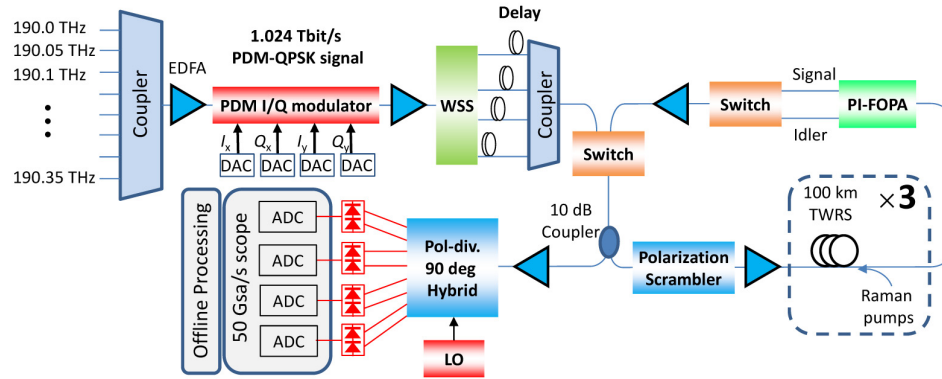 190.0 THz
190.05 THz
190.1 THz
190.35 THz
Coupler
EDFA
1.024 Tbit/s
PDM-QPSK signal
PDM I/Q modulator
Ix
Qx
Iy
Qy
DAC
DAC
DAC
DAC
WSS
Delay
Coupler
Switch
Switch
Signal
Idler
PI-FOPA
Offline Processing
50 Gsa/s scope
ADC
ADC
ADC
ADC
Pol-div.
90 deg
Hybrid
LO
10 dB
Coupler
Polarization
Scrambler
100 km
TWRS
×3
Raman
pumps